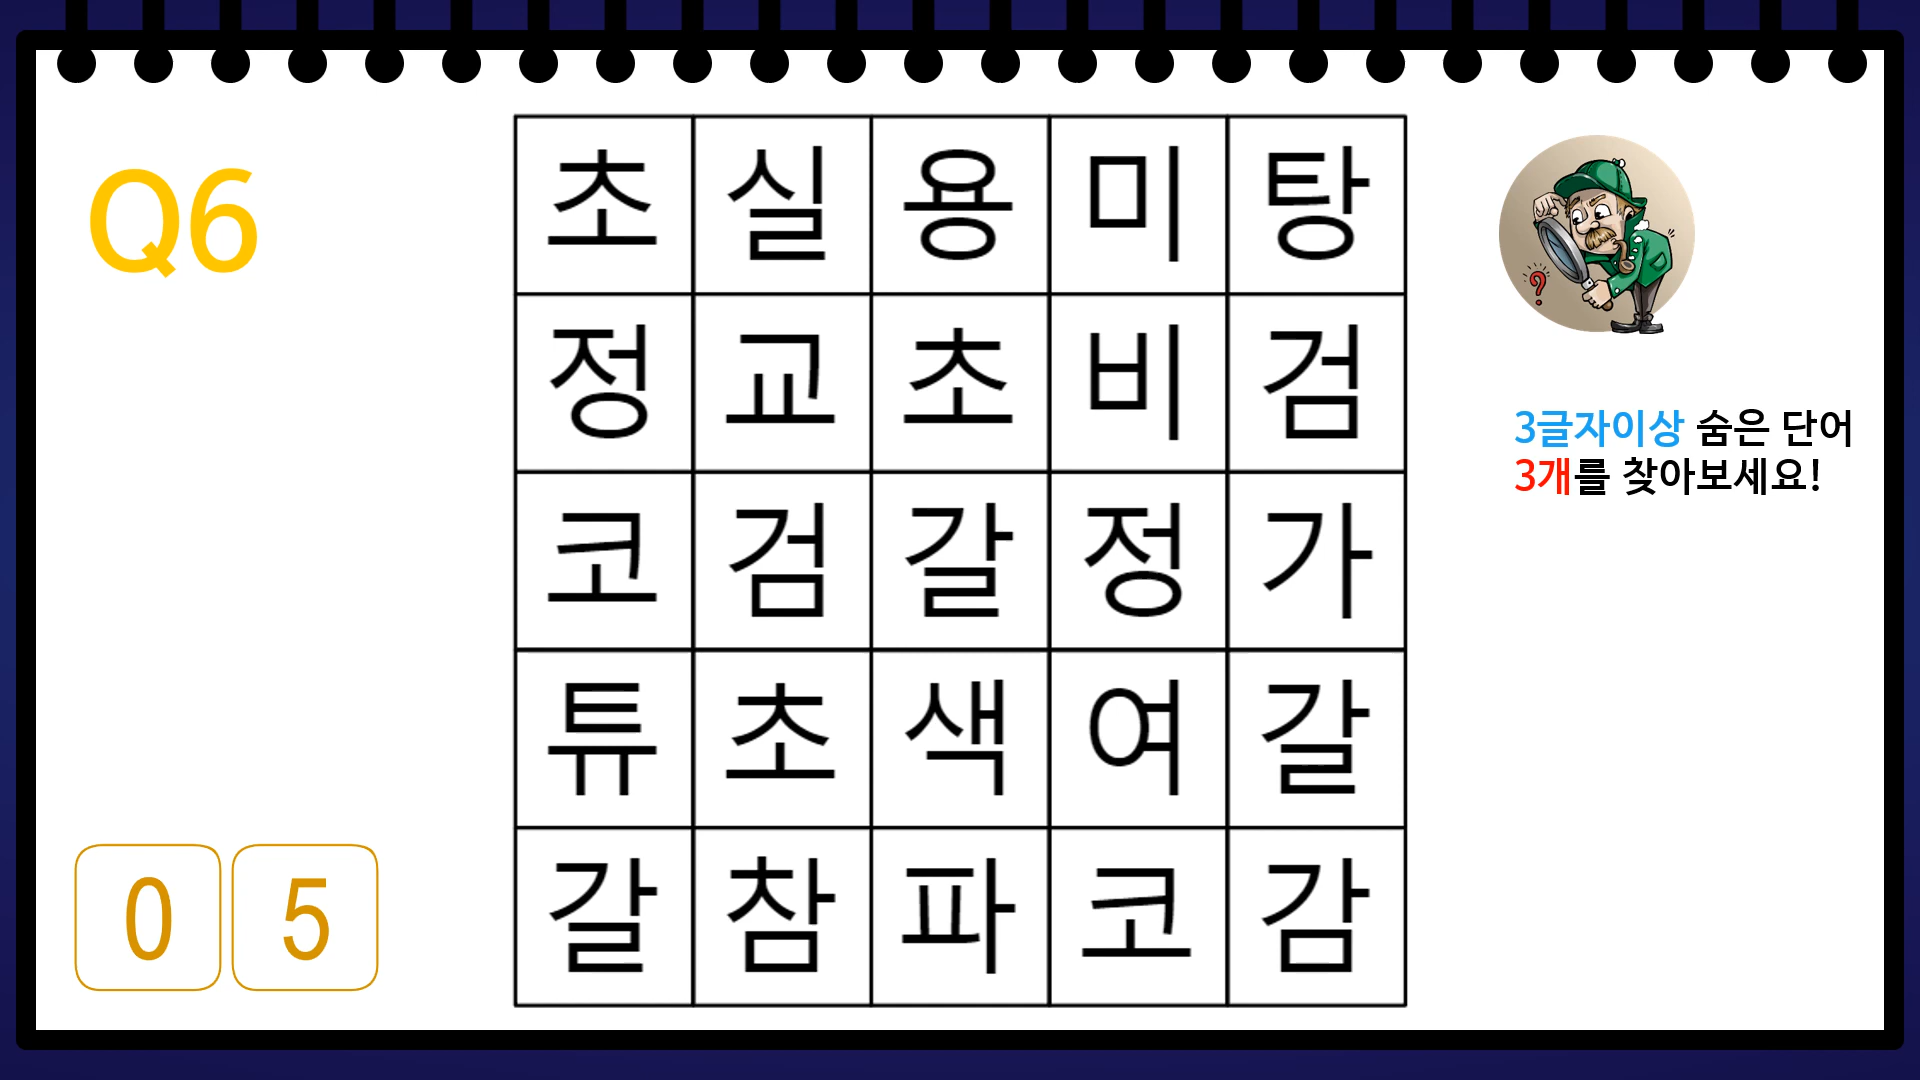 Q6
초 실 용 미 탕
정 교 초 비 검
코 검 갈 정 가
튜 초 색 여 갈
갈 참 파 코 감
?
3글자이상 숨은 단어
3개를 찾아보세요!
0 5